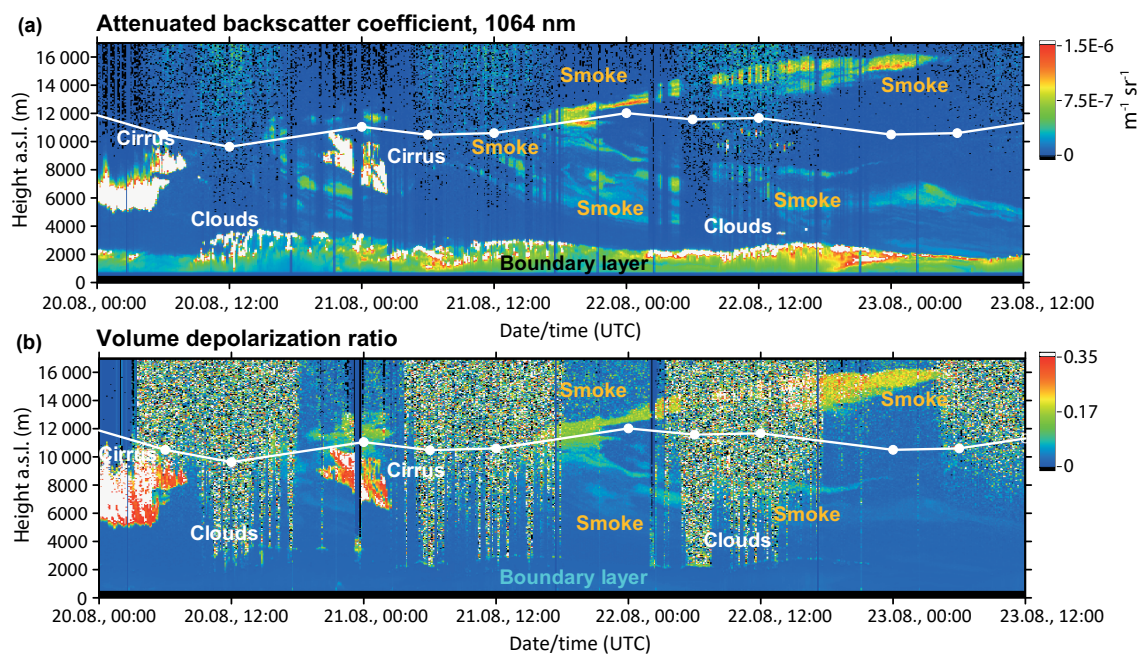 (a) Attenuated backscatter coefficient, 1064 nm
Height a.s.l. (m)
16 000
14 000
12 000
10 000
8000
6000
4000
2000
0
Cirrus
Clouds
Cirrus
Smoke
Smoke
Smoke
Smoke
Clouds
Smoke
Boundary layer
1.5E-6
7.5E-7
0
m⁻¹ sr⁻¹
20.08., 00:00 20.08., 12:00 21.08., 00:00 21.08., 12:00 22.08., 00:00 22.08., 12:00 23.08., 00:00 23.08., 12:00
Date/time (UTC)
(b) Volume depolarization ratio
Height a.s.l. (m)
16 000
14 000
12 000
10 000
8000
6000
4000
2000
0
Cirrus
Clouds
Cirrus
Smoke
Smoke
Smoke
Clouds
Smoke
Boundary layer
0.35
0.17
0
20.08., 00:00 20.08., 12:00 21.08., 00:00 21.08., 12:00 22.08., 00:00 22.08., 12:00 23.08., 00:00 23.08., 12:00
Date/time (UTC)